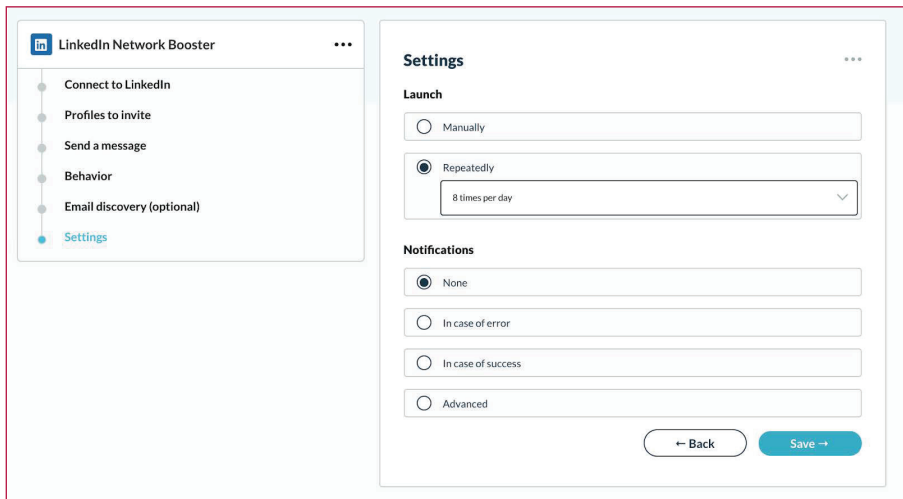 LinkedIn Network Booster
Connect to LinkedIn
Profiles to invite
Send a message
Behavior
Email discovery (optional)
Settings
Settings
Launch
Manually
Repeatedly
8 times per day
Notifications
None
In case of error
In case of success
Advanced
← Back
Save →